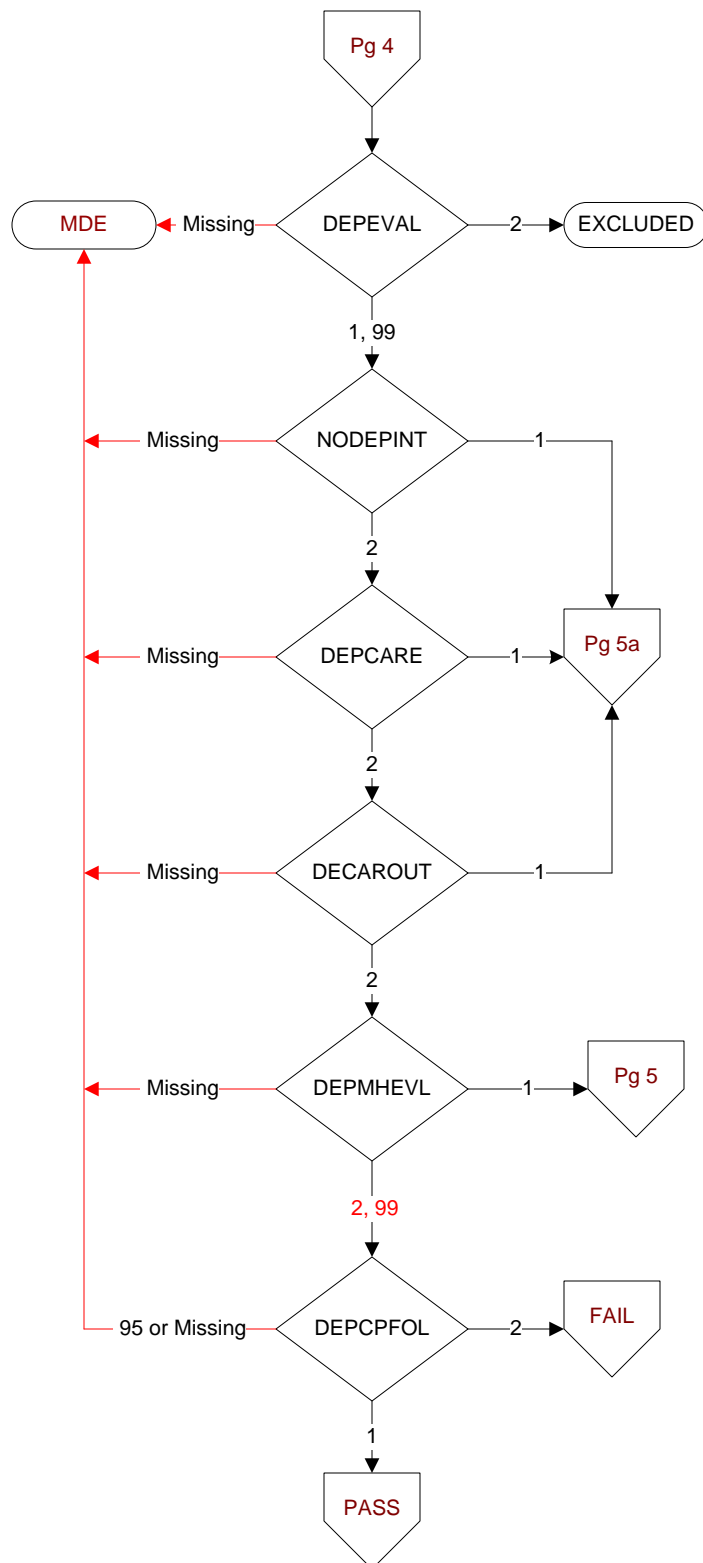 Pg 4
MDE
Missing
DEPEVAL
2
EXCLUDED
1, 99
Missing
NODEPINT
1
2
Missing
DEPCARE
1
Pg 5a
2
Missing
DECAROUT
1
2
Missing
DEPMHEVL
1
Pg 5
2, 99
95 or Missing
DEPCPFOL
2
FAIL
1
PASS